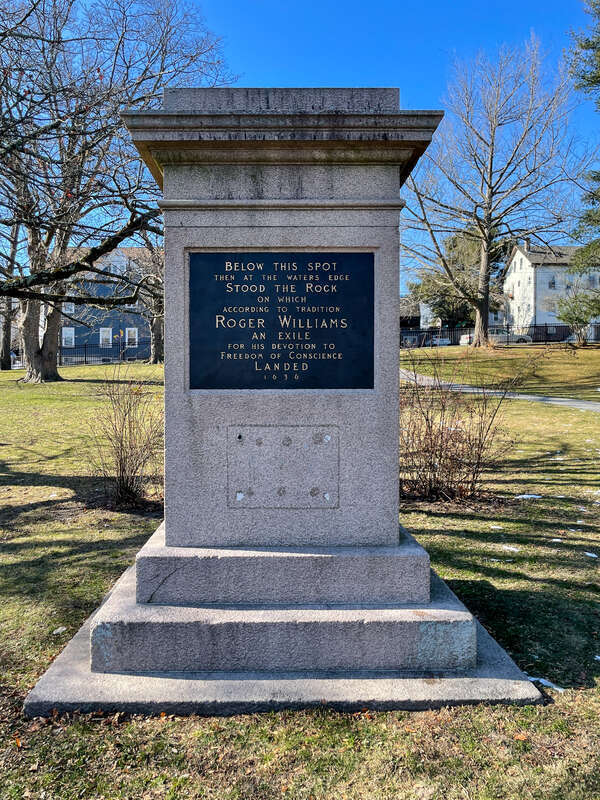 BELOW THIS SPOT
THEN AT THE WATERS EDGE
STOOD THE ROCK
ON WHICH
ACCORDING TO TRADITION
ROGER WILLIAMS
AN EXILE
FOR HIS DEVOTION TO
FREEDOM OF CONSCIENCE
LANDED
1636